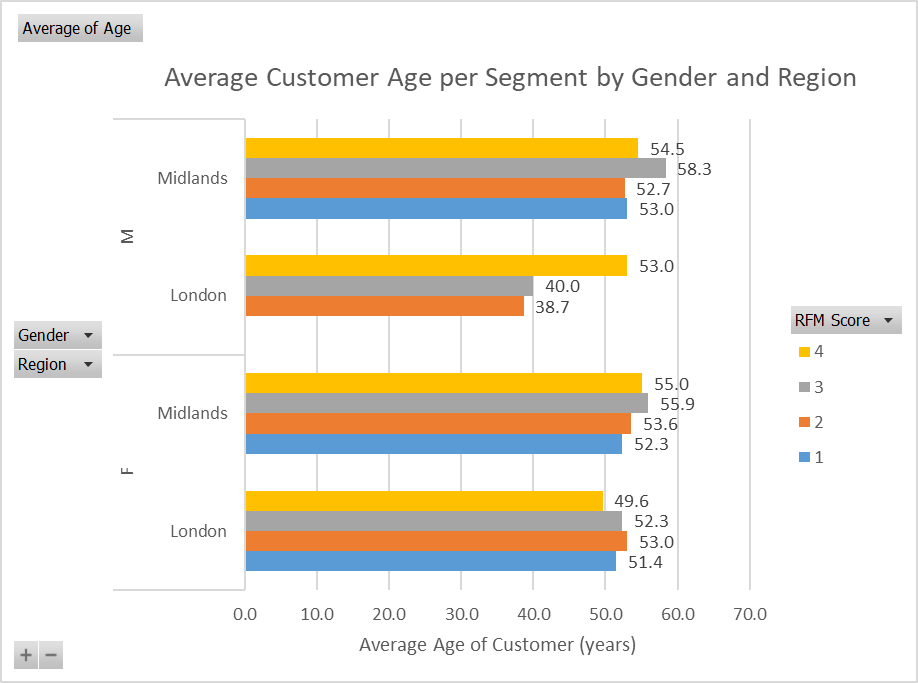 Average of Age
Average Customer Age per Segment by Gender and Region
M
Midlands
54.5
58.3
52.7
53.0
London
53.0
40.0
38.7
Gender
Region
F
Midlands
55.0
55.9
53.6
52.3
London
49.6
52.3
53.0
51.4
RFM Score
4
3
2
1
0.0 10.0 20.0 30.0 40.0 50.0 60.0 70.0
Average Age of Customer (years)
+ −